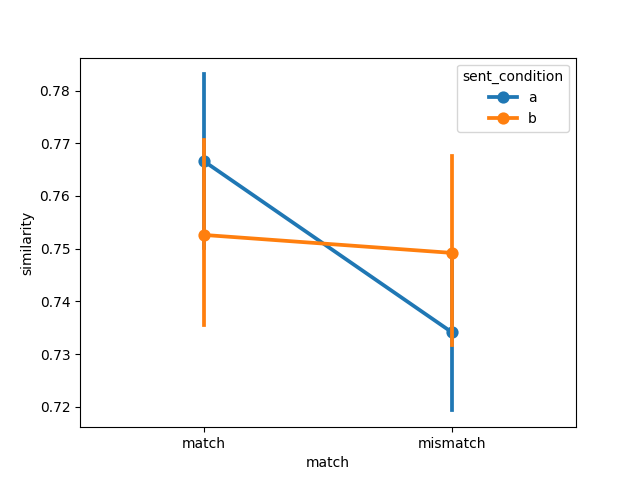 sent_condition
a
b
0.78
0.77
0.76
0.75
0.74
0.73
0.72
similarity
match
mismatch
match